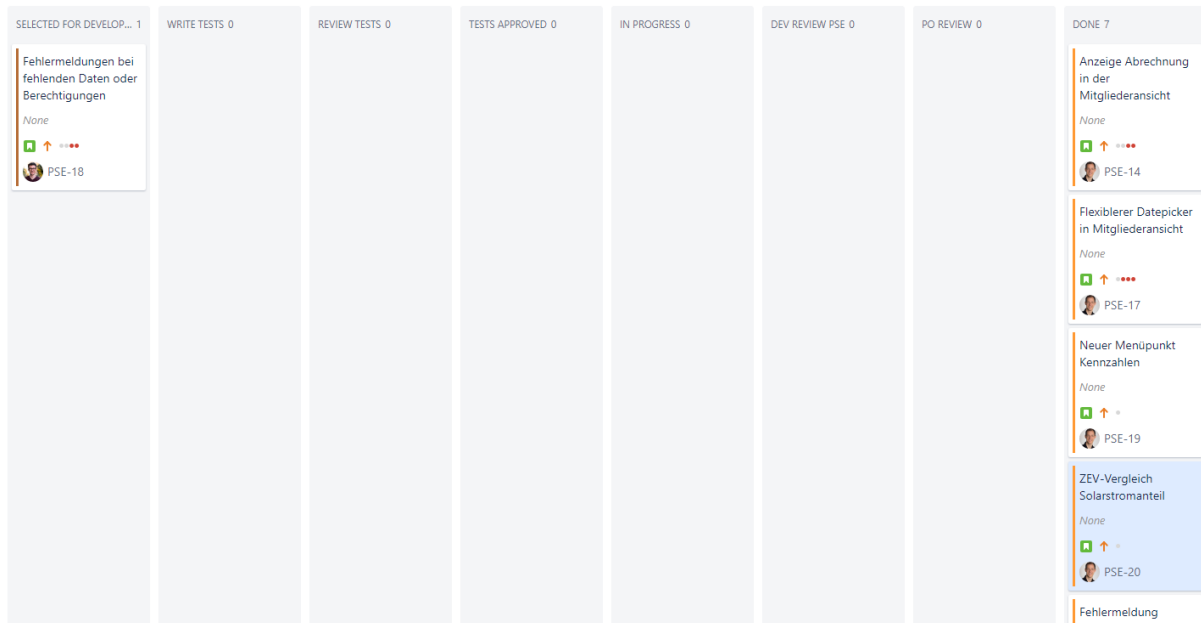 SELECTED FOR DEVELOP... 1
WRITE TESTS 0
REVIEW TESTS 0
TESTS APPROVED 0
IN PROGRESS 0
DEV REVIEW PSE 0
PO REVIEW 0
DONE 7
Fehlermeldungen bei
fehlenden Daten oder
Berechtigungen
None
PSE-18
Anzeige Abrechnung
in der
Mitgliederansicht
None
PSE-14
Flexiblerer Datepicker
in Mitgliederansicht
None
PSE-17
Neuer Menüpunkt
Kennzahlen
None
PSE-19
ZEV-Vergleich
Solarstromanteil
None
PSE-20
Fehlermeldung